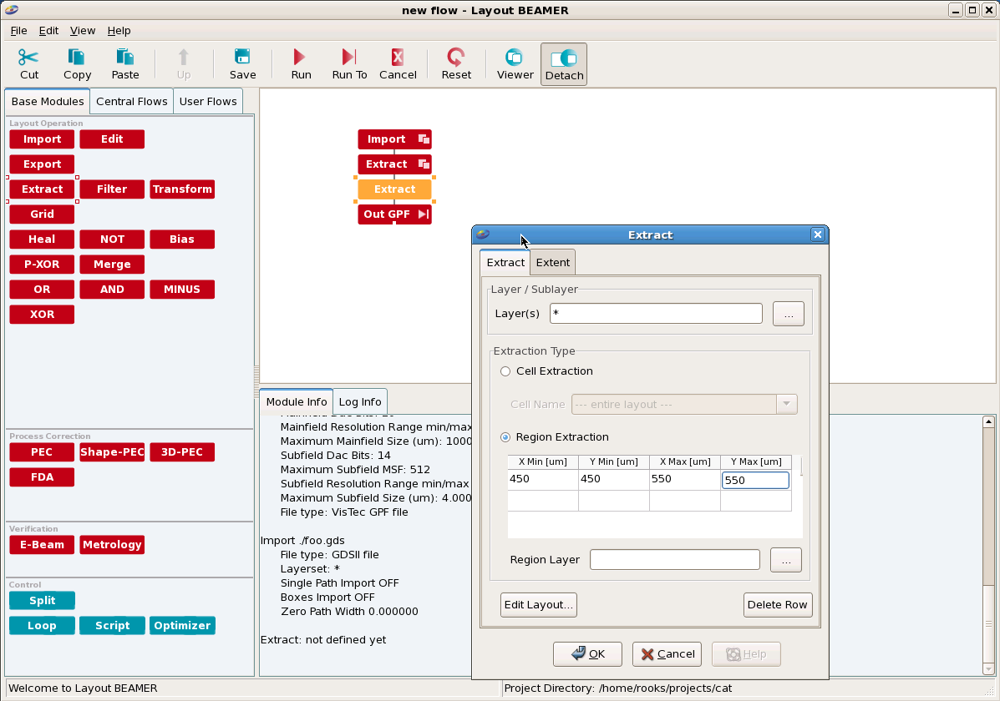 new flow - Layout BEAMER
File Edit View Help
Cut Copy Paste Up Save Run Run To Cancel Reset Viewer Detach
Base Modules Central Flows User Flows
Layout Operation
Import Edit
Export
Extract Filter Transform
Grid
Heal NOT Bias
P-XOR Merge
OR AND MINUS
XOR
Process Correction
PEC Shape-PEC 3D-PEC
FDA
Verification
E-Beam Metrology
Control
Split
Loop Script Optimizer
Import
Extract
Extract
Out GPF
Module Info Log Info
Mainfield Resolution Range min/max
Maximum Mainfield Size (um): 1000
Subfield Dac Bits: 14
Maximum Subfield MSF: 512
Subfield Resolution Range min/max
Maximum Subfield Size (um): 4.000
File type: VisTec GPF file
Import ./foo.gds
File type: GDSII file
Layerset: *
Single Path Import OFF
Boxes Import OFF
Zero Path Width 0.000000
Extract: not defined yet
Extract
Extract Extent
Layer / Sublayer
Layer(s) * ...
Extraction Type
Cell Extraction
Cell Name --- entire layout ---
Region Extraction
X Min [um] Y Min [um] X Max [um] Y Max [um]
450 450 550 550
Region Layer ...
Edit Layout... Delete Row
OK Cancel Help
Welcome to Layout BEAMER Project Directory: /home/rooks/projects/cat